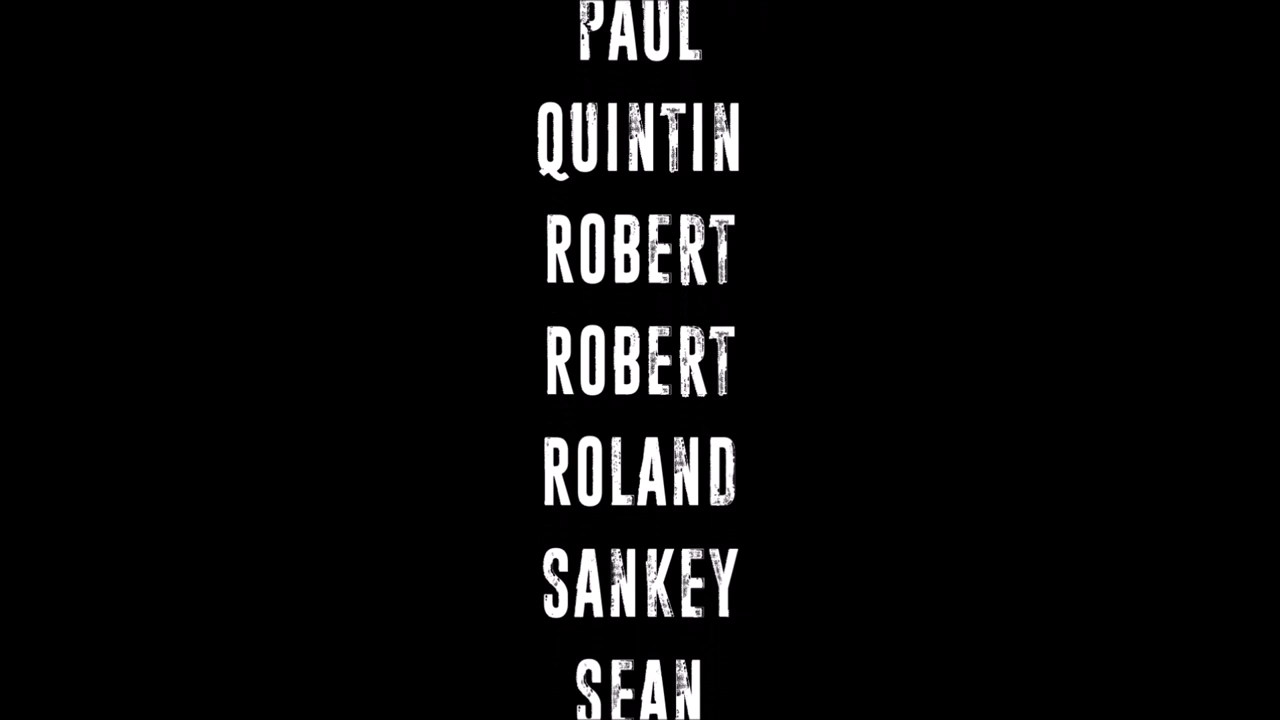 PAUL
QUINTIN
ROBERT
ROBERT
ROLAND
SANKEY
SEAN